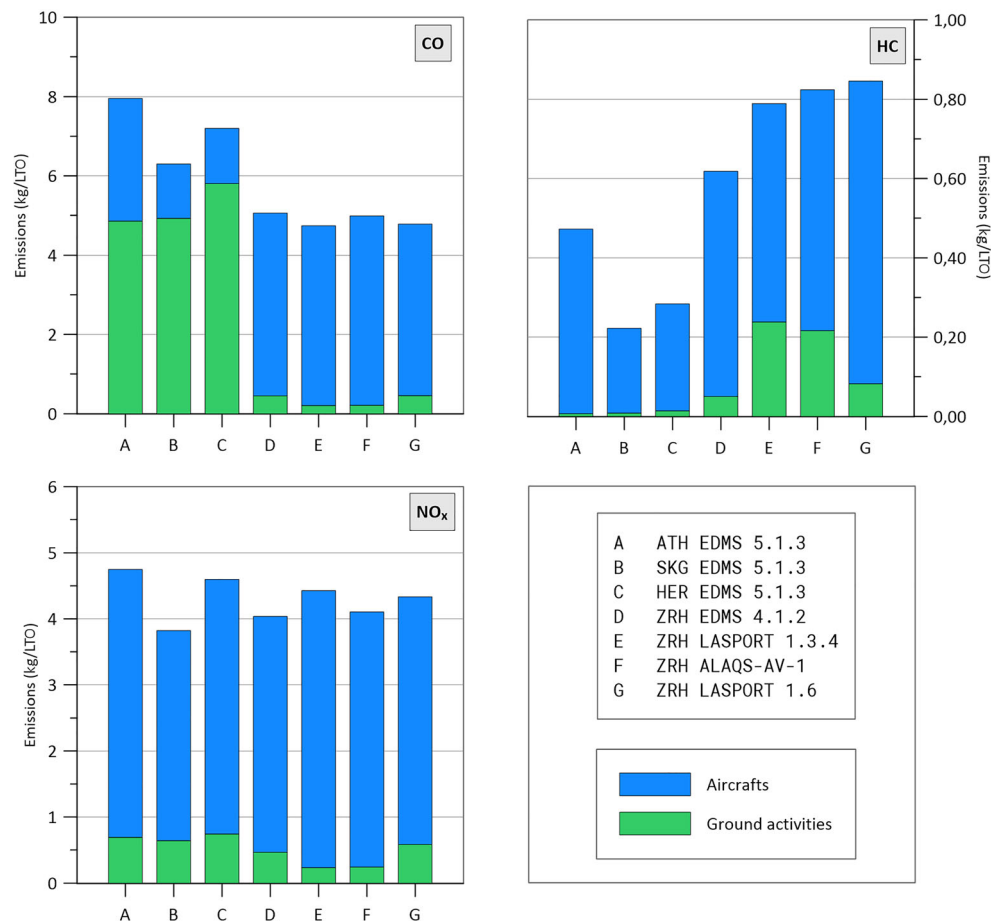 CO
10
8
6
4
2
0
Emissions (kg/LTO)
A B C D E F G
HC
1,00
0,80
0,60
0,40
0,20
0,00
Emissions (kg/LTO)
A B C D E F G
NOₓ
6
5
4
3
2
1
0
Emissions (kg/LTO)
A B C D E F G
A ATH EDMS 5.1.3
B SKG EDMS 5.1.3
C HER EDMS 5.1.3
D ZRH EDMS 4.1.2
E ZRH LASPORT 1.3.4
F ZRH ALAQS-AV-1
G ZRH LASPORT 1.6
Aircrafts
Ground activities